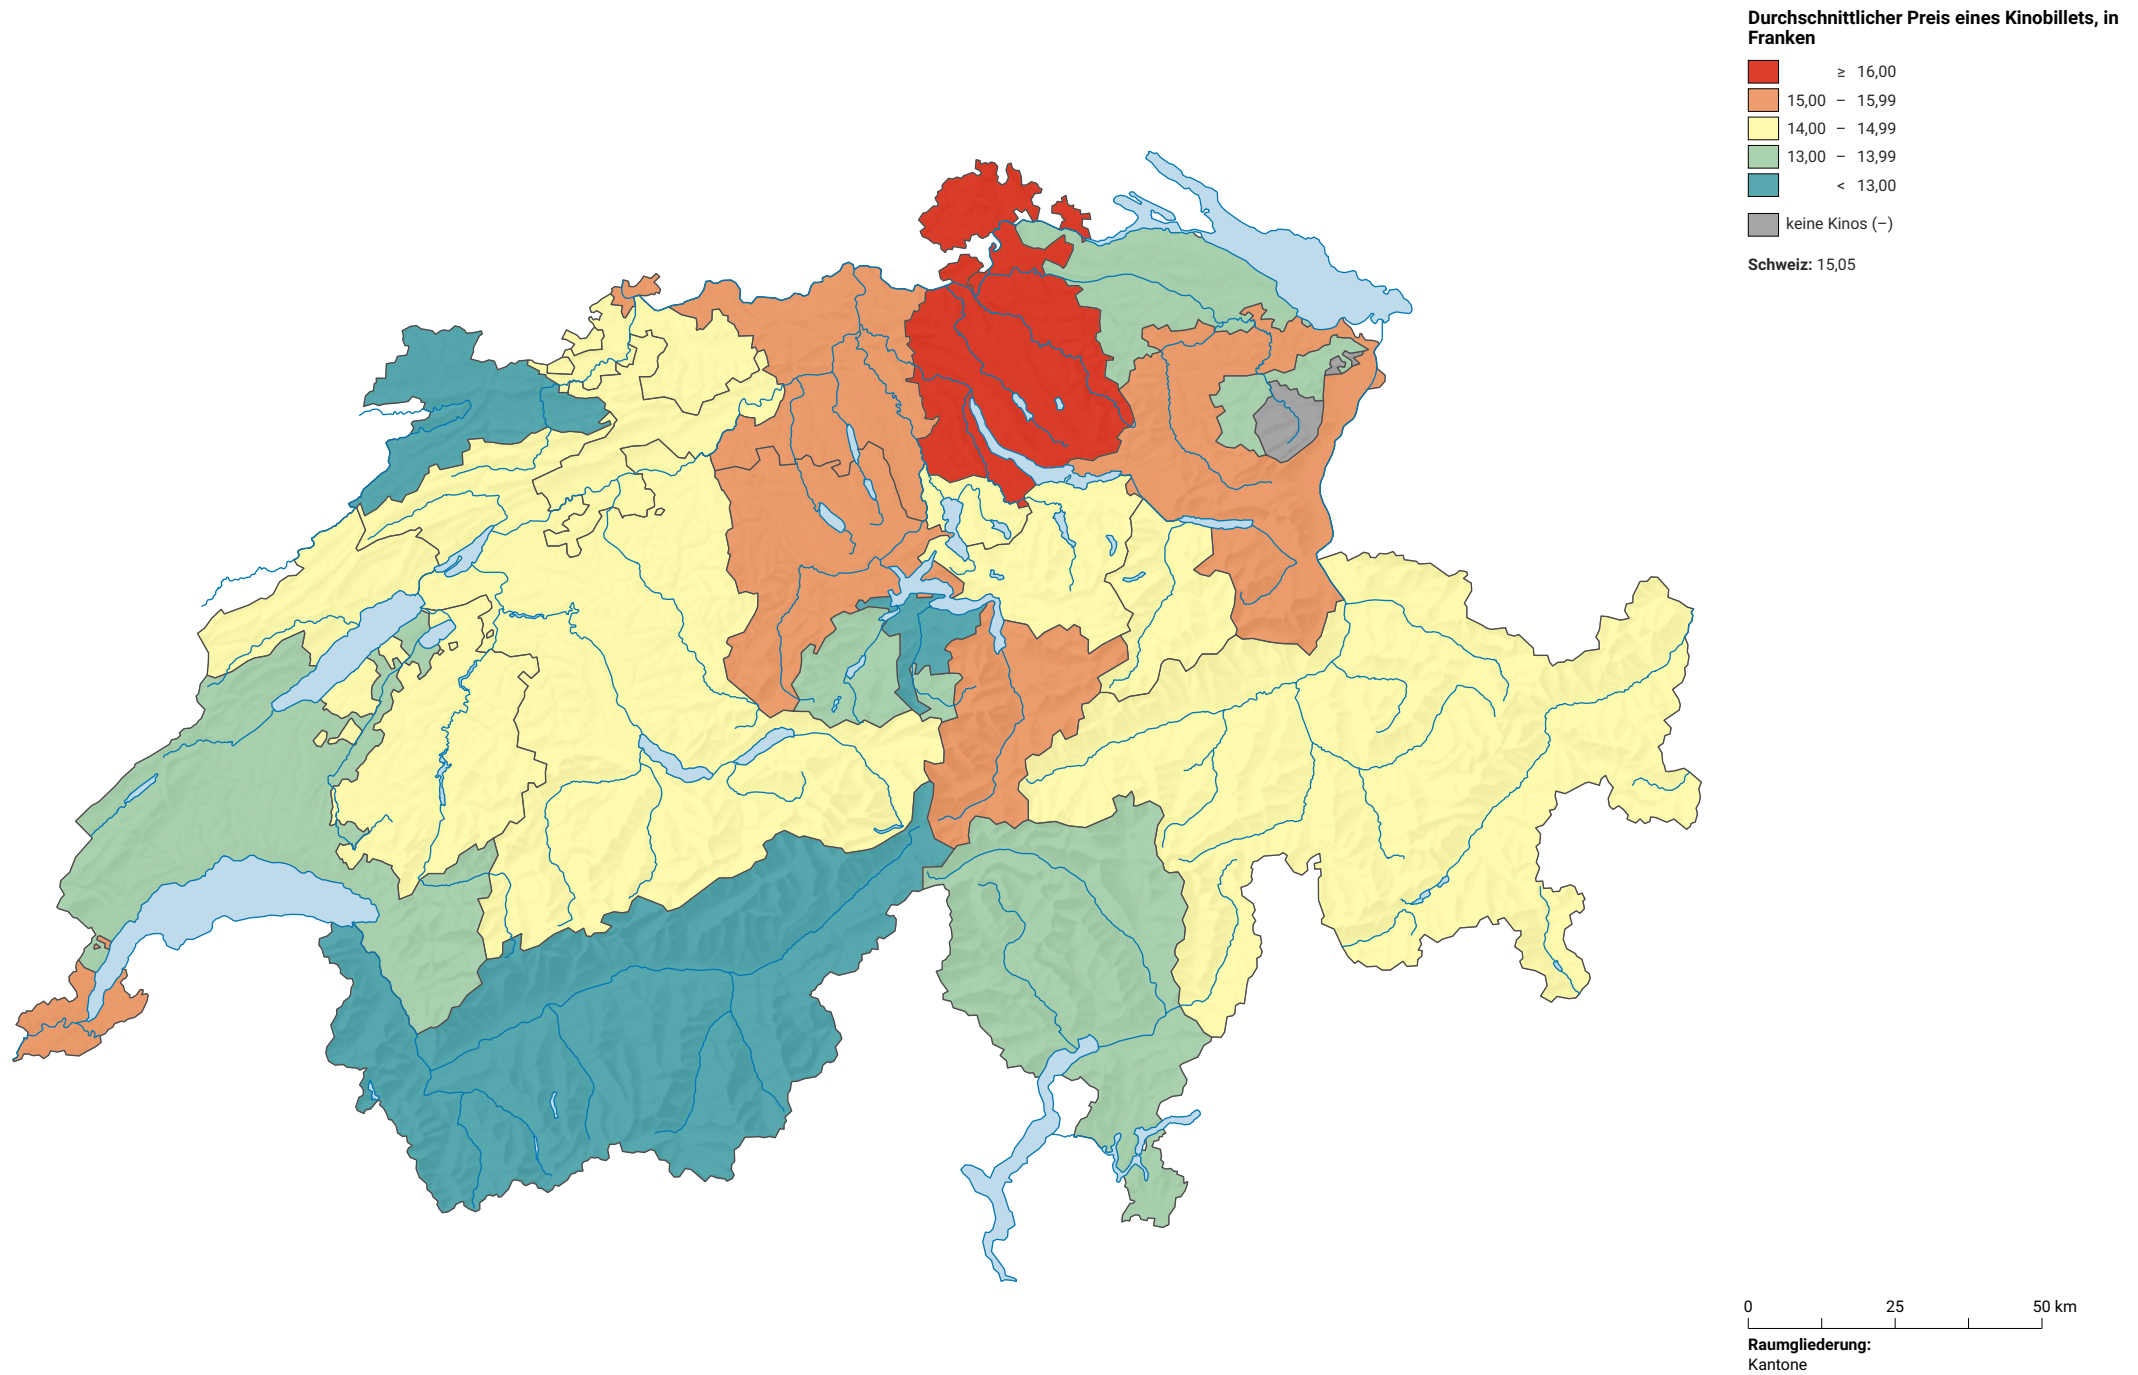 Durchschnittlicher Preis eines Kinobillets, in
Franken
≥ 16,00
15,00 – 15,99
14,00 – 14,99
13,00 – 13,99
< 13,00
keine Kinos (–)
Schweiz: 15,05
0 25 50 km
Raumgliederung:
Kantone